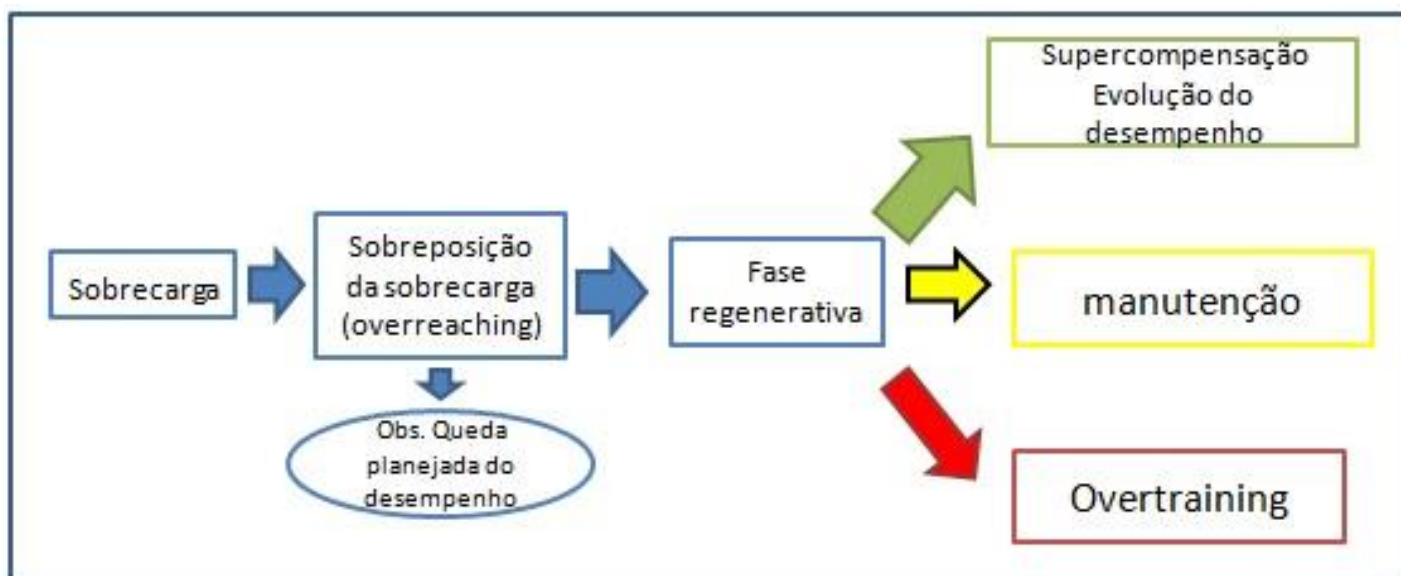 Sobrecarga
Sobreposição
da sobrecarga
(overreaching)
Obs. Queda
planejada do
desempenho
Fase
regenerativa
Supercompensação
Evolução do
desempenho
manutenção
Overtraining